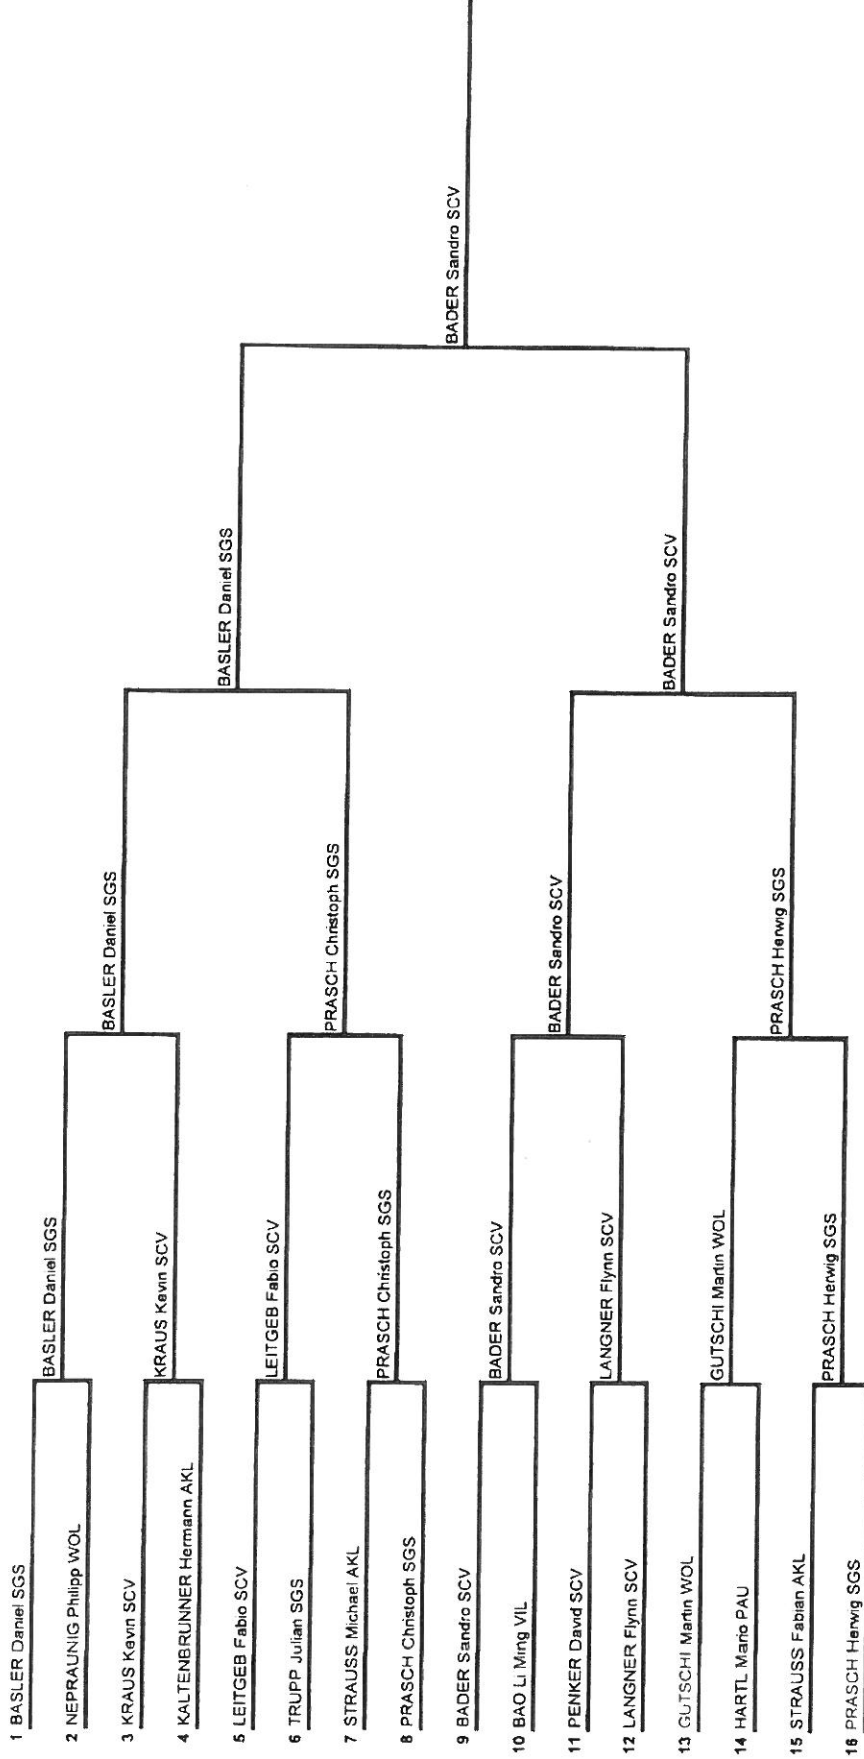 1 BASLER Daniel SGS
2 NEPRAUNIG Philipp WOL
3 KRAUS Kevin SCV
4 KALTENBRUNNER Hermann AKL
5 LEITGEB Fabio SCV
6 TRUPP Julian SGS
7 STRAUSS Michael AKL
8 PRASCH Christoph SGS
9 BADER Sandro SCV
10 BAO Li Ming VIL
11 PENKER David SCV
12 LANGNER Flynn SCV
13 GUTSCHI Martin WOL
14 HARTL Mario PAU
15 STRAUSS Fabian AKL
16 PRASCH Herwig SGS
BASLER Daniel SGS
KRAUS Kevin SCV
LEITGEB Fabio SCV
PRASCH Christoph SGS
BADER Sandro SCV
LANGNER Flynn SCV
GUTSCHI Martin WOL
PRASCH Herwig SGS
BASLER Daniel SGS
PRASCH Christoph SGS
BADER Sandro SCV
PRASCH Herwig SGS
BASLER Daniel SGS
BADER Sandro SCV
BADER Sandro SCV